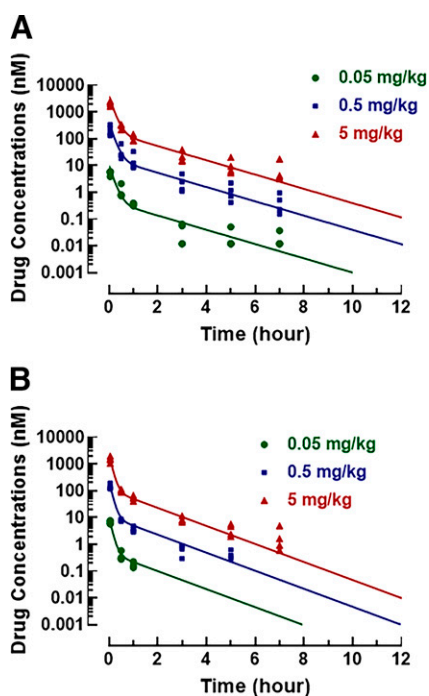 A
0.05 mg/kg
0.5 mg/kg
5 mg/kg
Drug Concentrations (nM)
10000
1000
100
10
1
0.1
0.01
0.001
0 2 4 6 8 10 12
Time (hour)
B
0.05 mg/kg
0.5 mg/kg
5 mg/kg
Drug Concentrations (nM)
10000
1000
100
10
1
0.1
0.01
0.001
0 2 4 6 8 10 12
Time (hour)